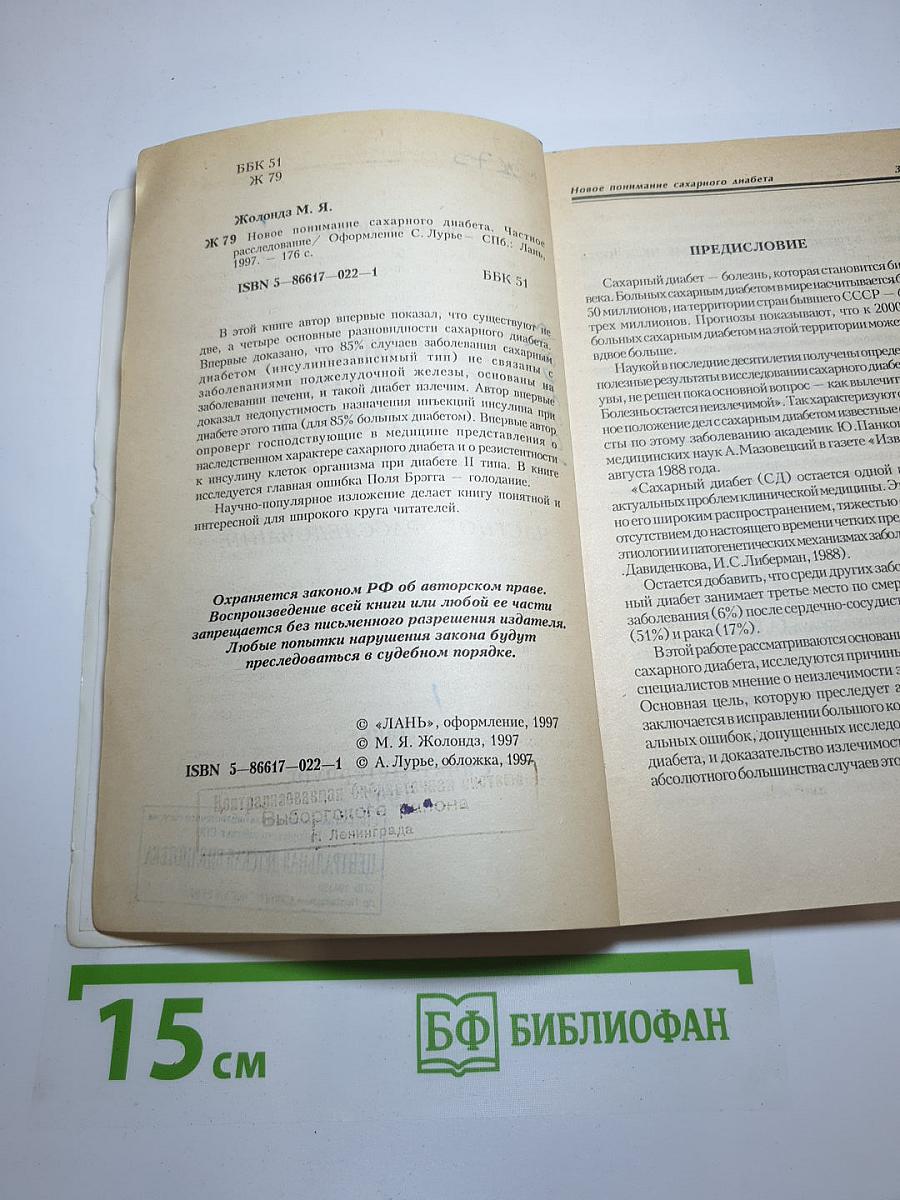 ББК 51
Ж 79
Жолондз М. Я.
Ж 79 Новое понимание сахарного диабета. Частное
расследование/ Оформление С. Лурье — СПб.: Лань,
1997. — 176 с.
ISBN 5—86617—022—1
ББК 51
В этой книге автор впервые показал, что существуют не
две, а четыре основные разновидности сахарного диабета.
Впервые доказано, что 85% случаев заболевания сахарным
диабетом (инсулиннезависимый тип) не связаны с
заболеваниями поджелудочной железы, основаны на
заболевании печени, и такой диабет излечим. Автор впервые
доказал недопустимость назначения инъекций инсулина при
диабете этого типа (для 85% больных диабетом). Впервые автор
опроверг господствующие в медицине представления о
наследственном характере сахарного диабета и о резистентности
к инсулину клеток организма при диабете II типа. В книге
исследуется главная ошибка Поля Брэгга — голодание.
Научно-популярное изложение делает книгу понятной и
интересной для широкого круга читателей.
Охраняется законом РФ об авторском праве.
Воспроизведение всей книги или любой ее части
запрещается без письменного разрешения издателя.
Любые попытки нарушения закона будут
преследоваться в судебном порядке.
© «ЛАНЬ», оформление, 1997
© М. Я. Жолондз, 1997
ISBN 5—86617—022—1 © А. Лурье, обложка, 1997
Выборгского района
г. Ленинграда
Новое понимание сахарного диабета 3
ПРЕДИСЛОВИЕ
Сахарный диабет — болезнь, которая становится би
века. Больных сахарным диабетом в мире насчитывается б
50 миллионов, на территории стран бывшего СССР —
трех миллионов. Прогнозы показывают, что к 2000
больных сахарным диабетом на этой территории может
вдвое больше.
Наукой в последние десятилетия получены опреде
полезные результаты в исследовании сахарного диабе
увы, не решен пока основной вопрос — как вылечит
Болезнь остается неизлечимой». Так характеризуют
ное положение дел с сахарным диабетом известные
сты по этому заболеванию академик Ю.Панков
медицинских наук А.Мазовецкий в газете «Изв
августа 1988 года.
«Сахарный диабет (СД) остается одной и
актуальных проблем клинической медицины. Эт
но его широким распространением, тяжестью
отсутствием до настоящего времени четких пред
этиологии и патогенетических механизмах забол
.Давиденкова, И.С.Либерман, 1988).
Остается добавить, что среди других забо
ный диабет занимает третье место по смер
заболевания (6%) после сердечно-сосудист
(51%) и рака (17%).
В этой работе рассматриваются основани
сахарного диабета, исследуются причины
специалистов мнение о неизлечимости э
Основная цель, которую преследует а
заключается в исправлении большого ко
альных ошибок, допущенных исследо
диабета, и доказательство излечимост
абсолютного большинства случаев это
15 см
БФ БИБЛИОФАН